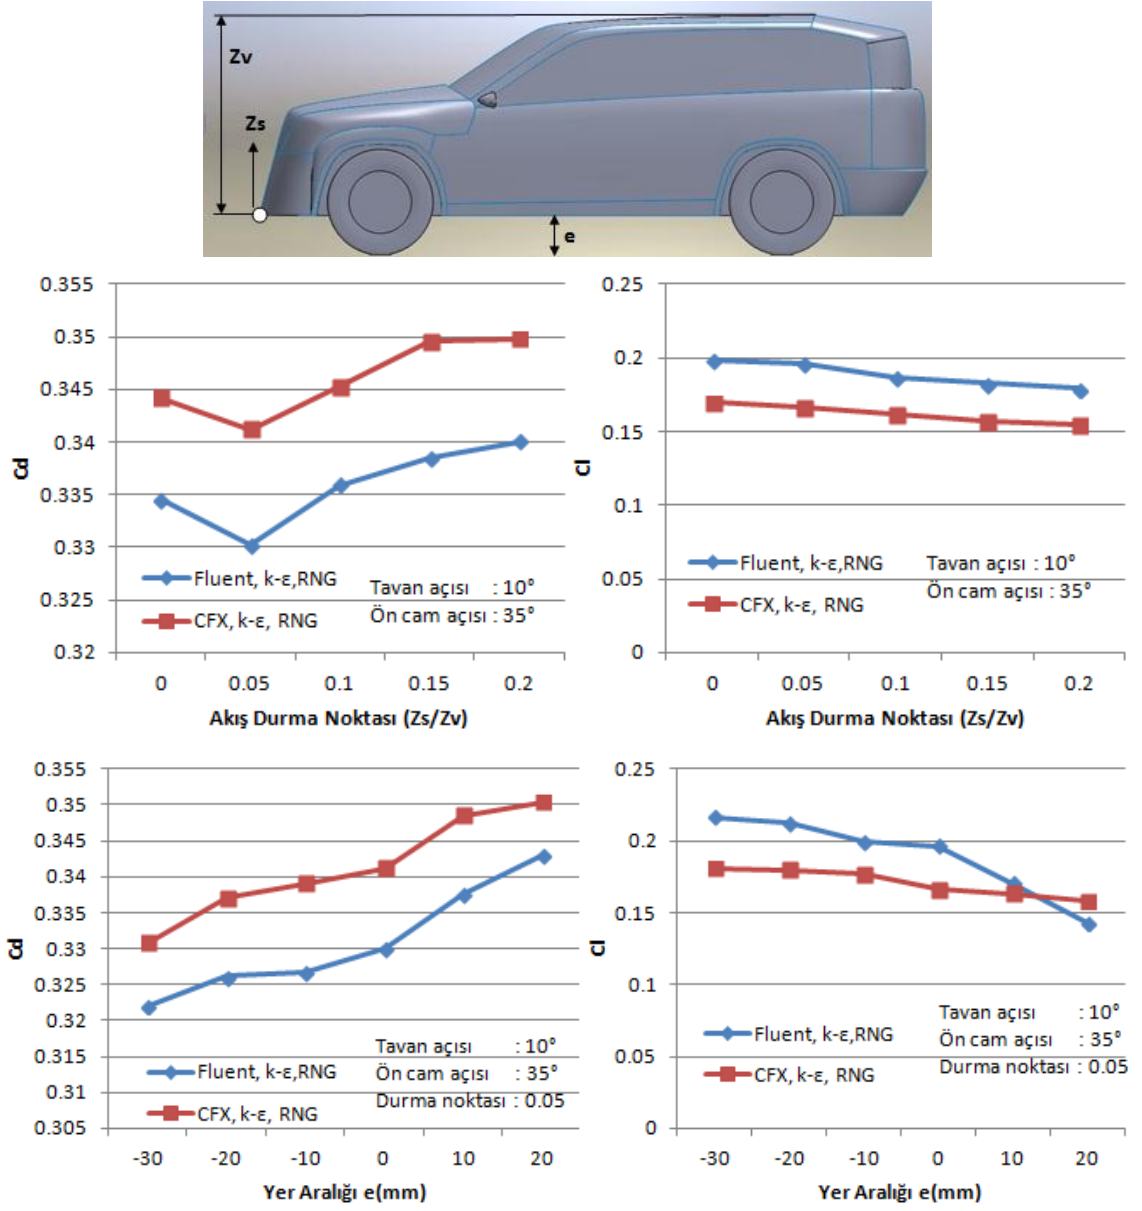 Zv
Zs
e
0.355
0.35
0.345
0.34
0.335
0.33
0.325
0.32
Cd
Fluent, k-ε,RNG
CFX, k-ε, RNG
Tavan açısı : 10°
Ön cam açısı : 35°
0 0.05 0.1 0.15 0.2
Akış Durma Noktası (Zs/Zv)
0.25
0.2
0.15
0.1
0.05
0
Cl
Fluent, k-ε,RNG
CFX, k-ε, RNG
Tavan açısı : 10°
Ön cam açısı : 35°
0 0.05 0.1 0.15 0.2
Akış Durma Noktası (Zs/Zv)
0.355
0.35
0.345
0.34
0.335
0.33
0.325
0.32
0.315
0.31
0.305
Cd
Fluent, k-ε,RNG
CFX, k-ε, RNG
Tavan açısı : 10°
Ön cam açısı : 35°
Durma noktası : 0.05
-30 -20 -10 0 10 20
Yer Aralığı e(mm)
0.25
0.2
0.15
0.1
0.05
0
Cl
Fluent, k-ε,RNG
CFX, k-ε, RNG
Tavan açısı : 10°
Ön cam açısı : 35°
Durma noktası : 0.05
-30 -20 -10 0 10 20
Yer Aralığı e(mm)